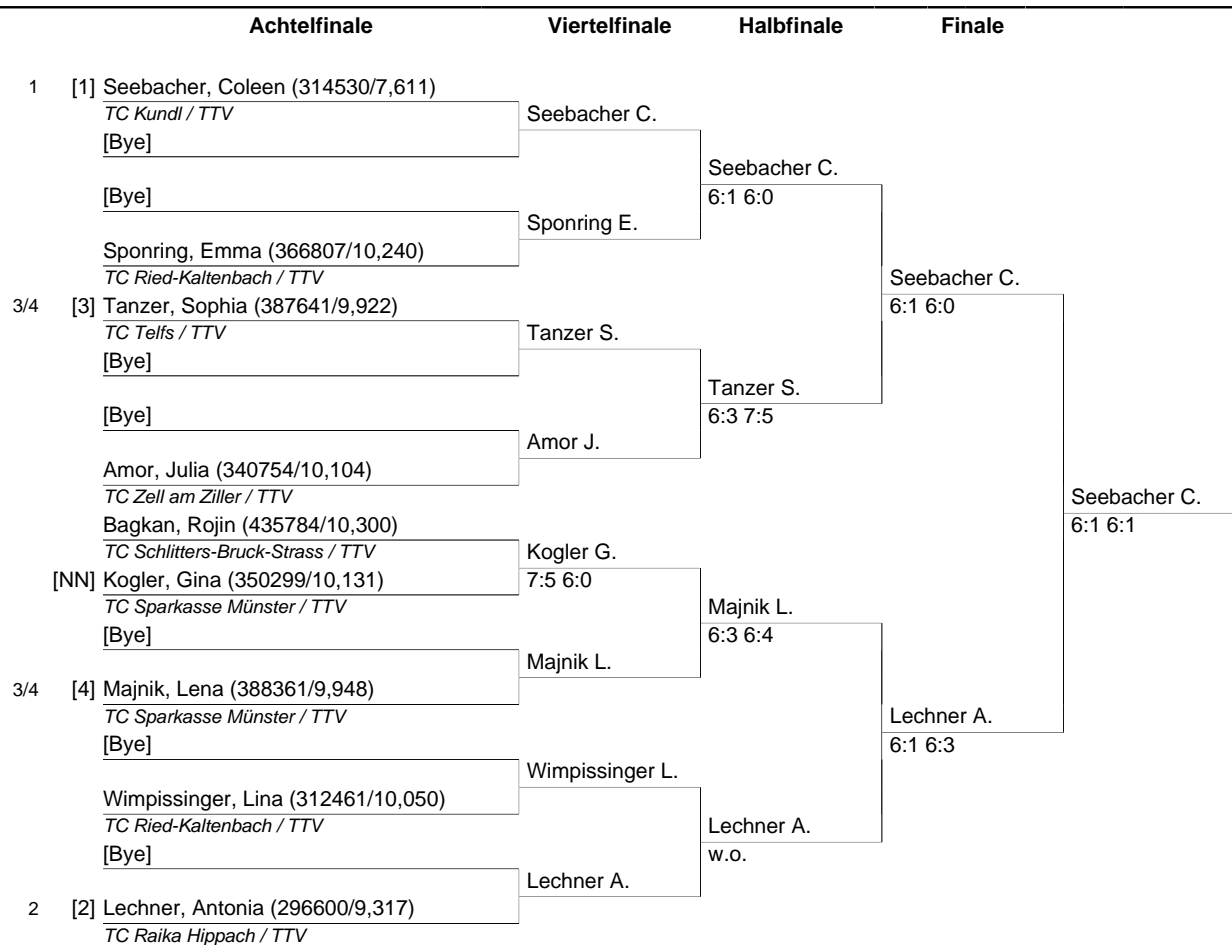 Achtelfinale Viertelfinale Halbfinale Finale
1 [1] Seebacher, Coleen (314530/7,611)
TC Kundl / TTV Seebacher C.
[Bye]
Seebacher C.
[Bye] 6:1 6:0
Sponring E.
Sponring, Emma (366807/10,240)
TC Ried-Kaltenbach / TTV Seebacher C.
3/4 [3] Tanzer, Sophia (387641/9,922) 6:1 6:0
TC Telfs / TTV Tanzer S.
[Bye]
Tanzer S.
[Bye] 6:3 7:5
Amor J.
Amor, Julia (340754/10,104)
TC Zell am Ziller / TTV Seebacher C.
Bagkan, Rojin (435784/10,300) 6:1 6:1
TC Schlitters-Bruck-Strass / TTV Kogler G.
[NN] Kogler, Gina (350299/10,131) 7:5 6:0
TC Sparkasse Münster / TTV Majnik L.
[Bye] 6:3 6:4
Majnik L.
3/4 [4] Majnik, Lena (388361/9,948)
TC Sparkasse Münster / TTV Lechner A.
[Bye] 6:1 6:3
Wimpissinger L.
Wimpissinger, Lina (312461/10,050)
TC Ried-Kaltenbach / TTV Lechner A.
[Bye] w.o.
Lechner A.
2 [2] Lechner, Antonia (296600/9,317)
TC Raika Hippach / TTV